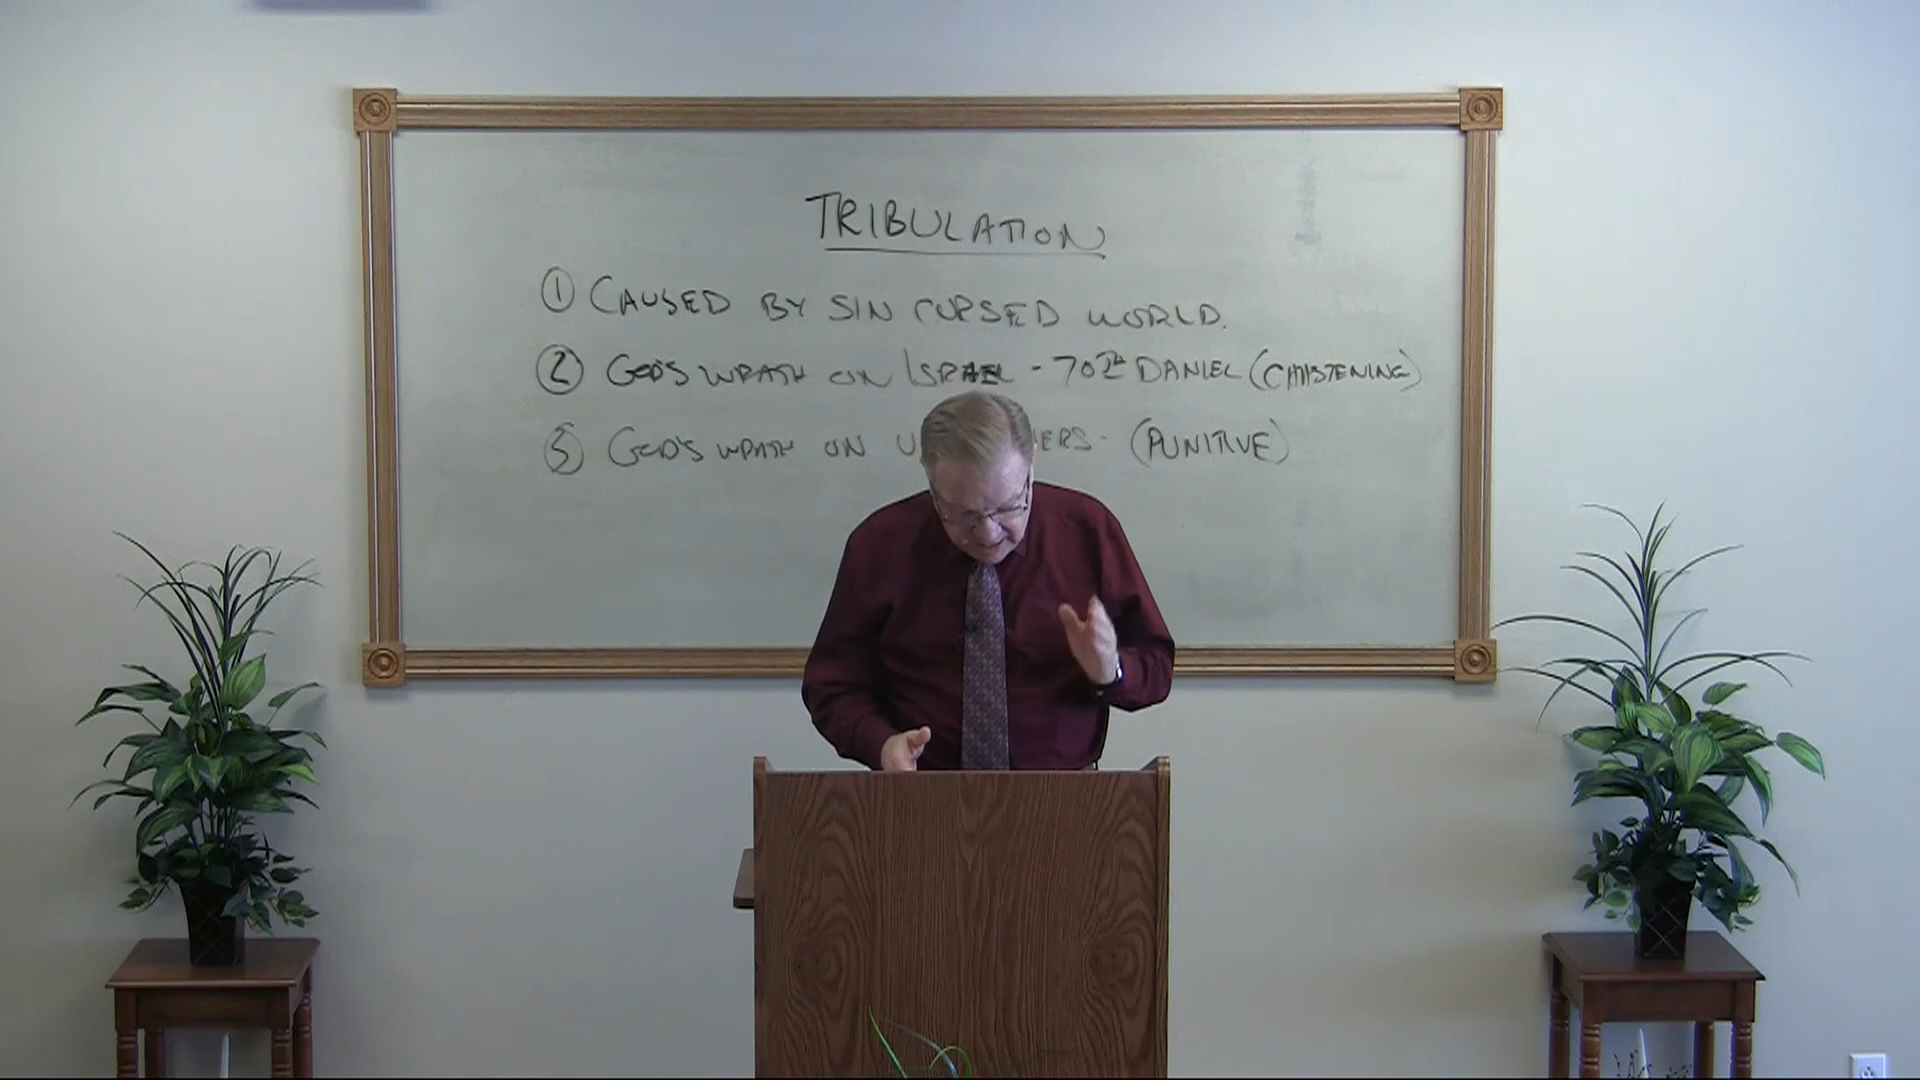 TRIBULATION
① CAUSED BY SIN CURSED WORLD.
② GOD'S WRATH ON ISRAEL - 70TH DANIEL (CHASTENING)
③ GOD'S WRATH ON U ERS - (PUNITIVE)